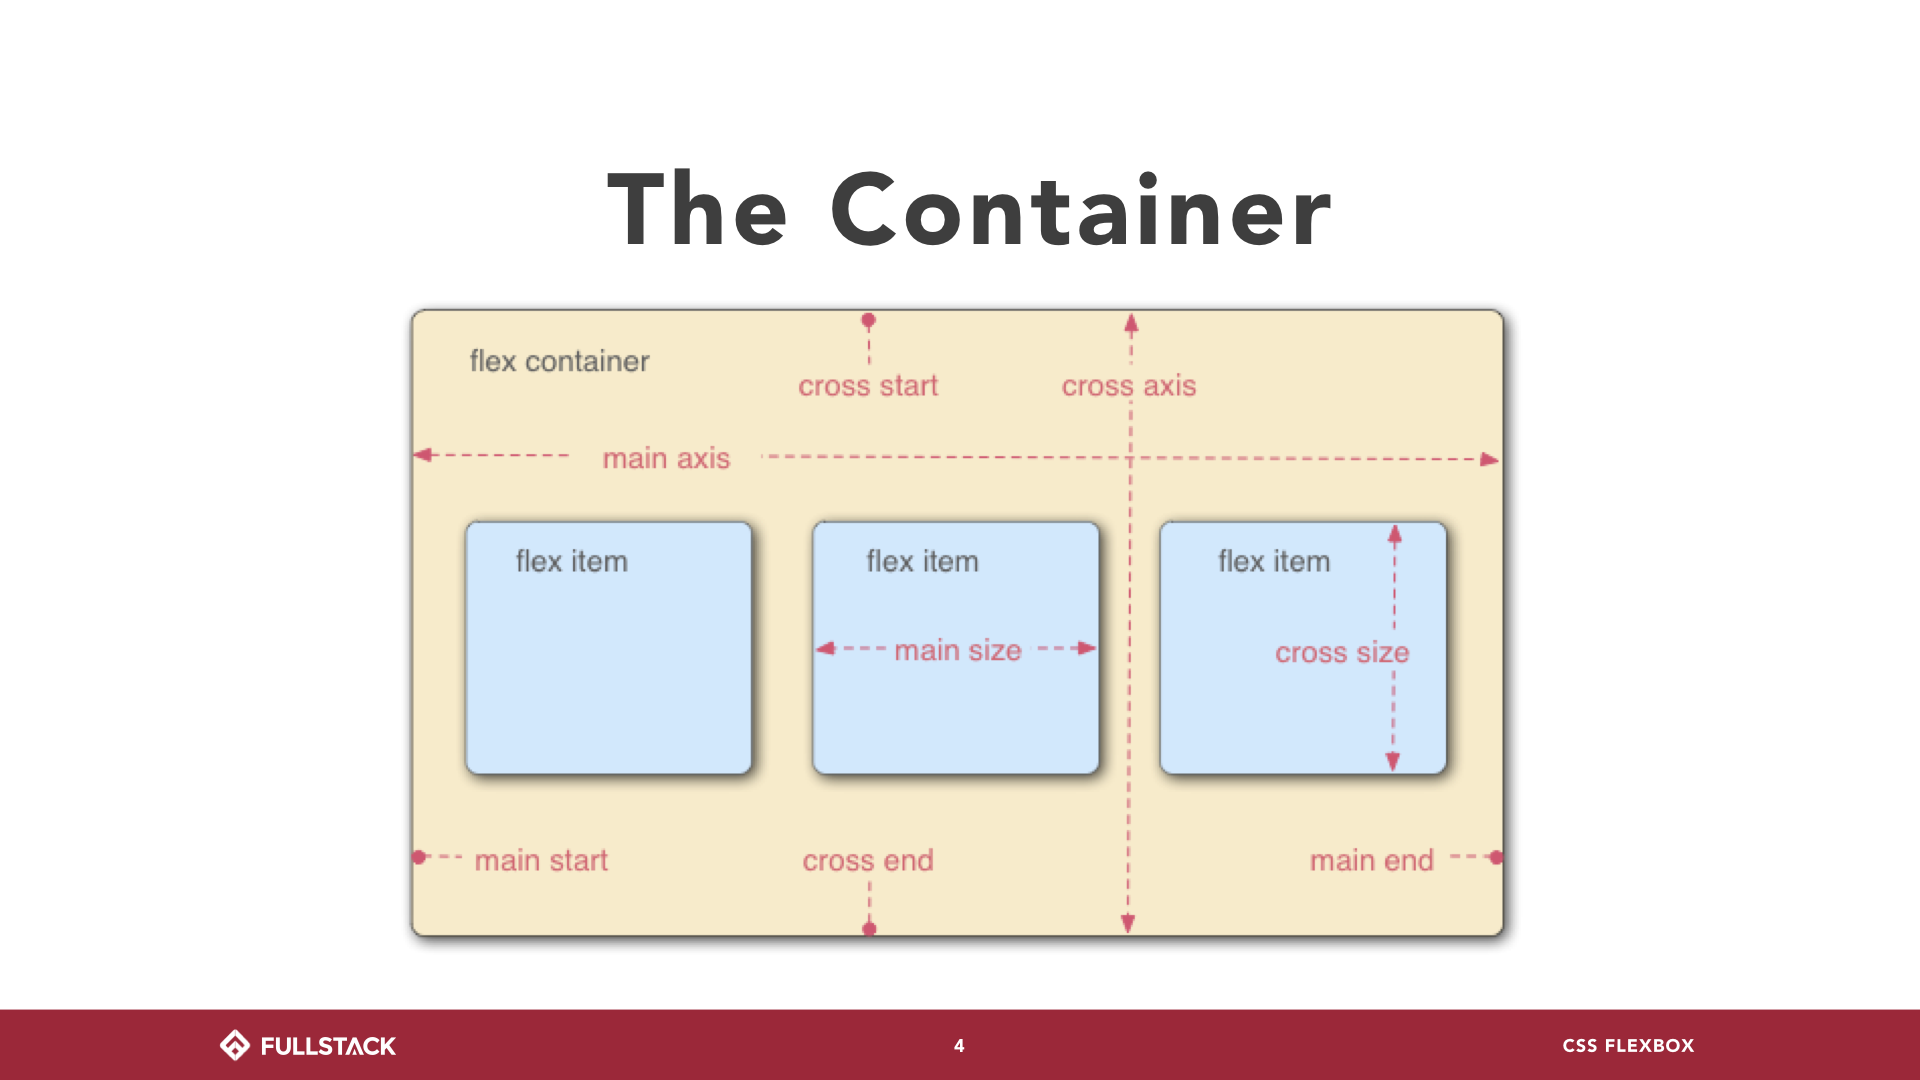 The Container
flex container
cross start
cross axis
main axis
flex item
flex item
flex item
main size
cross size
main start
cross end
main end
FULLSTACK
4
CSS FLEXBOX